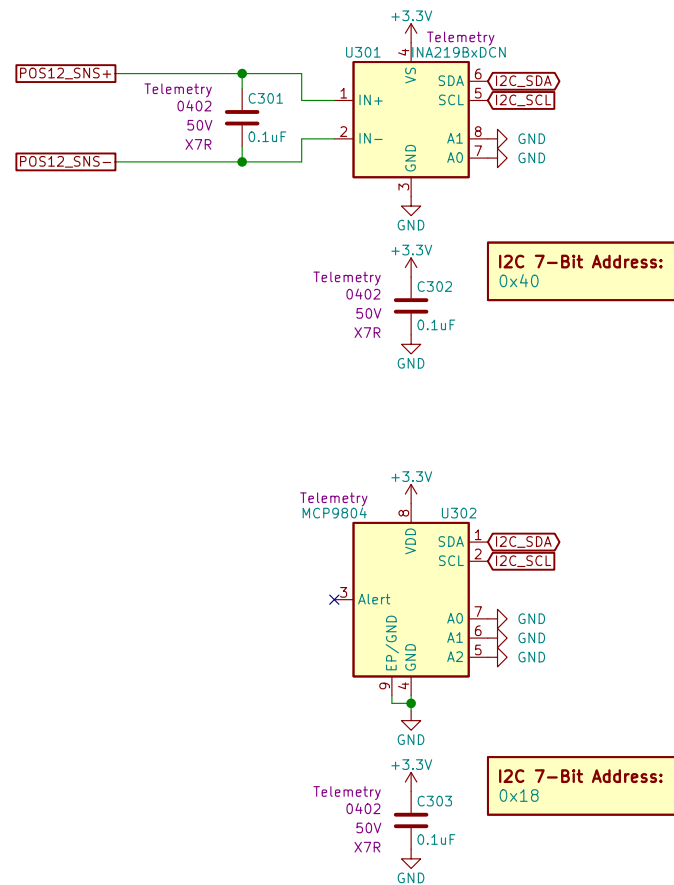 +3.3V
Telemetry
U301
INA219BxDCN
POS12_SNS+
4
VS
SDA 6 I2C_SDA
Telemetry
C301
0402
1 IN+
SCL 5 I2C_SCL
50V
0.1uF
2 IN-
A1 8 GND
X7R
POS12_SNS-
A0 7 GND
GND
3
GND
+3.3V
I2C 7-Bit Address:
0x40
Telemetry
C302
0402
50V
0.1uF
X7R
GND
+3.3V
Telemetry
MCP9804
8
U302
VDD
SDA 1 I2C_SDA
SCL 2 I2C_SCL
3 Alert
A0 7 GND
A1 6 GND
A2 5 GND
EP/GND
GND
9
4
GND
+3.3V
I2C 7-Bit Address:
0x18
Telemetry
C303
0402
50V
0.1uF
X7R
GND